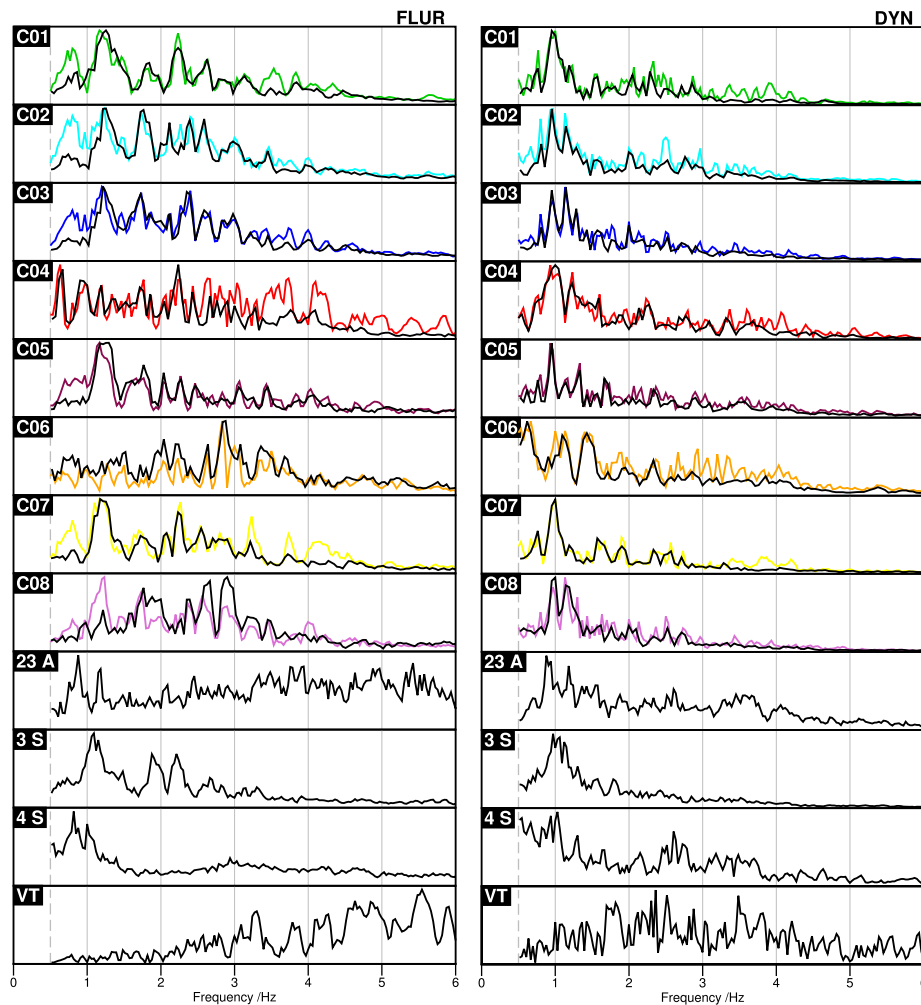 FLUR DYN
C01 C01
C02 C02
C03 C03
C04 C04
C05 C05
C06 C06
C07 C07
C08 C08
23 A 23 A
3 S 3 S
4 S 4 S
VT VT
0 1 2 3 4 5 6 0 1 2 3 4 5
Frequency /Hz Frequency /Hz